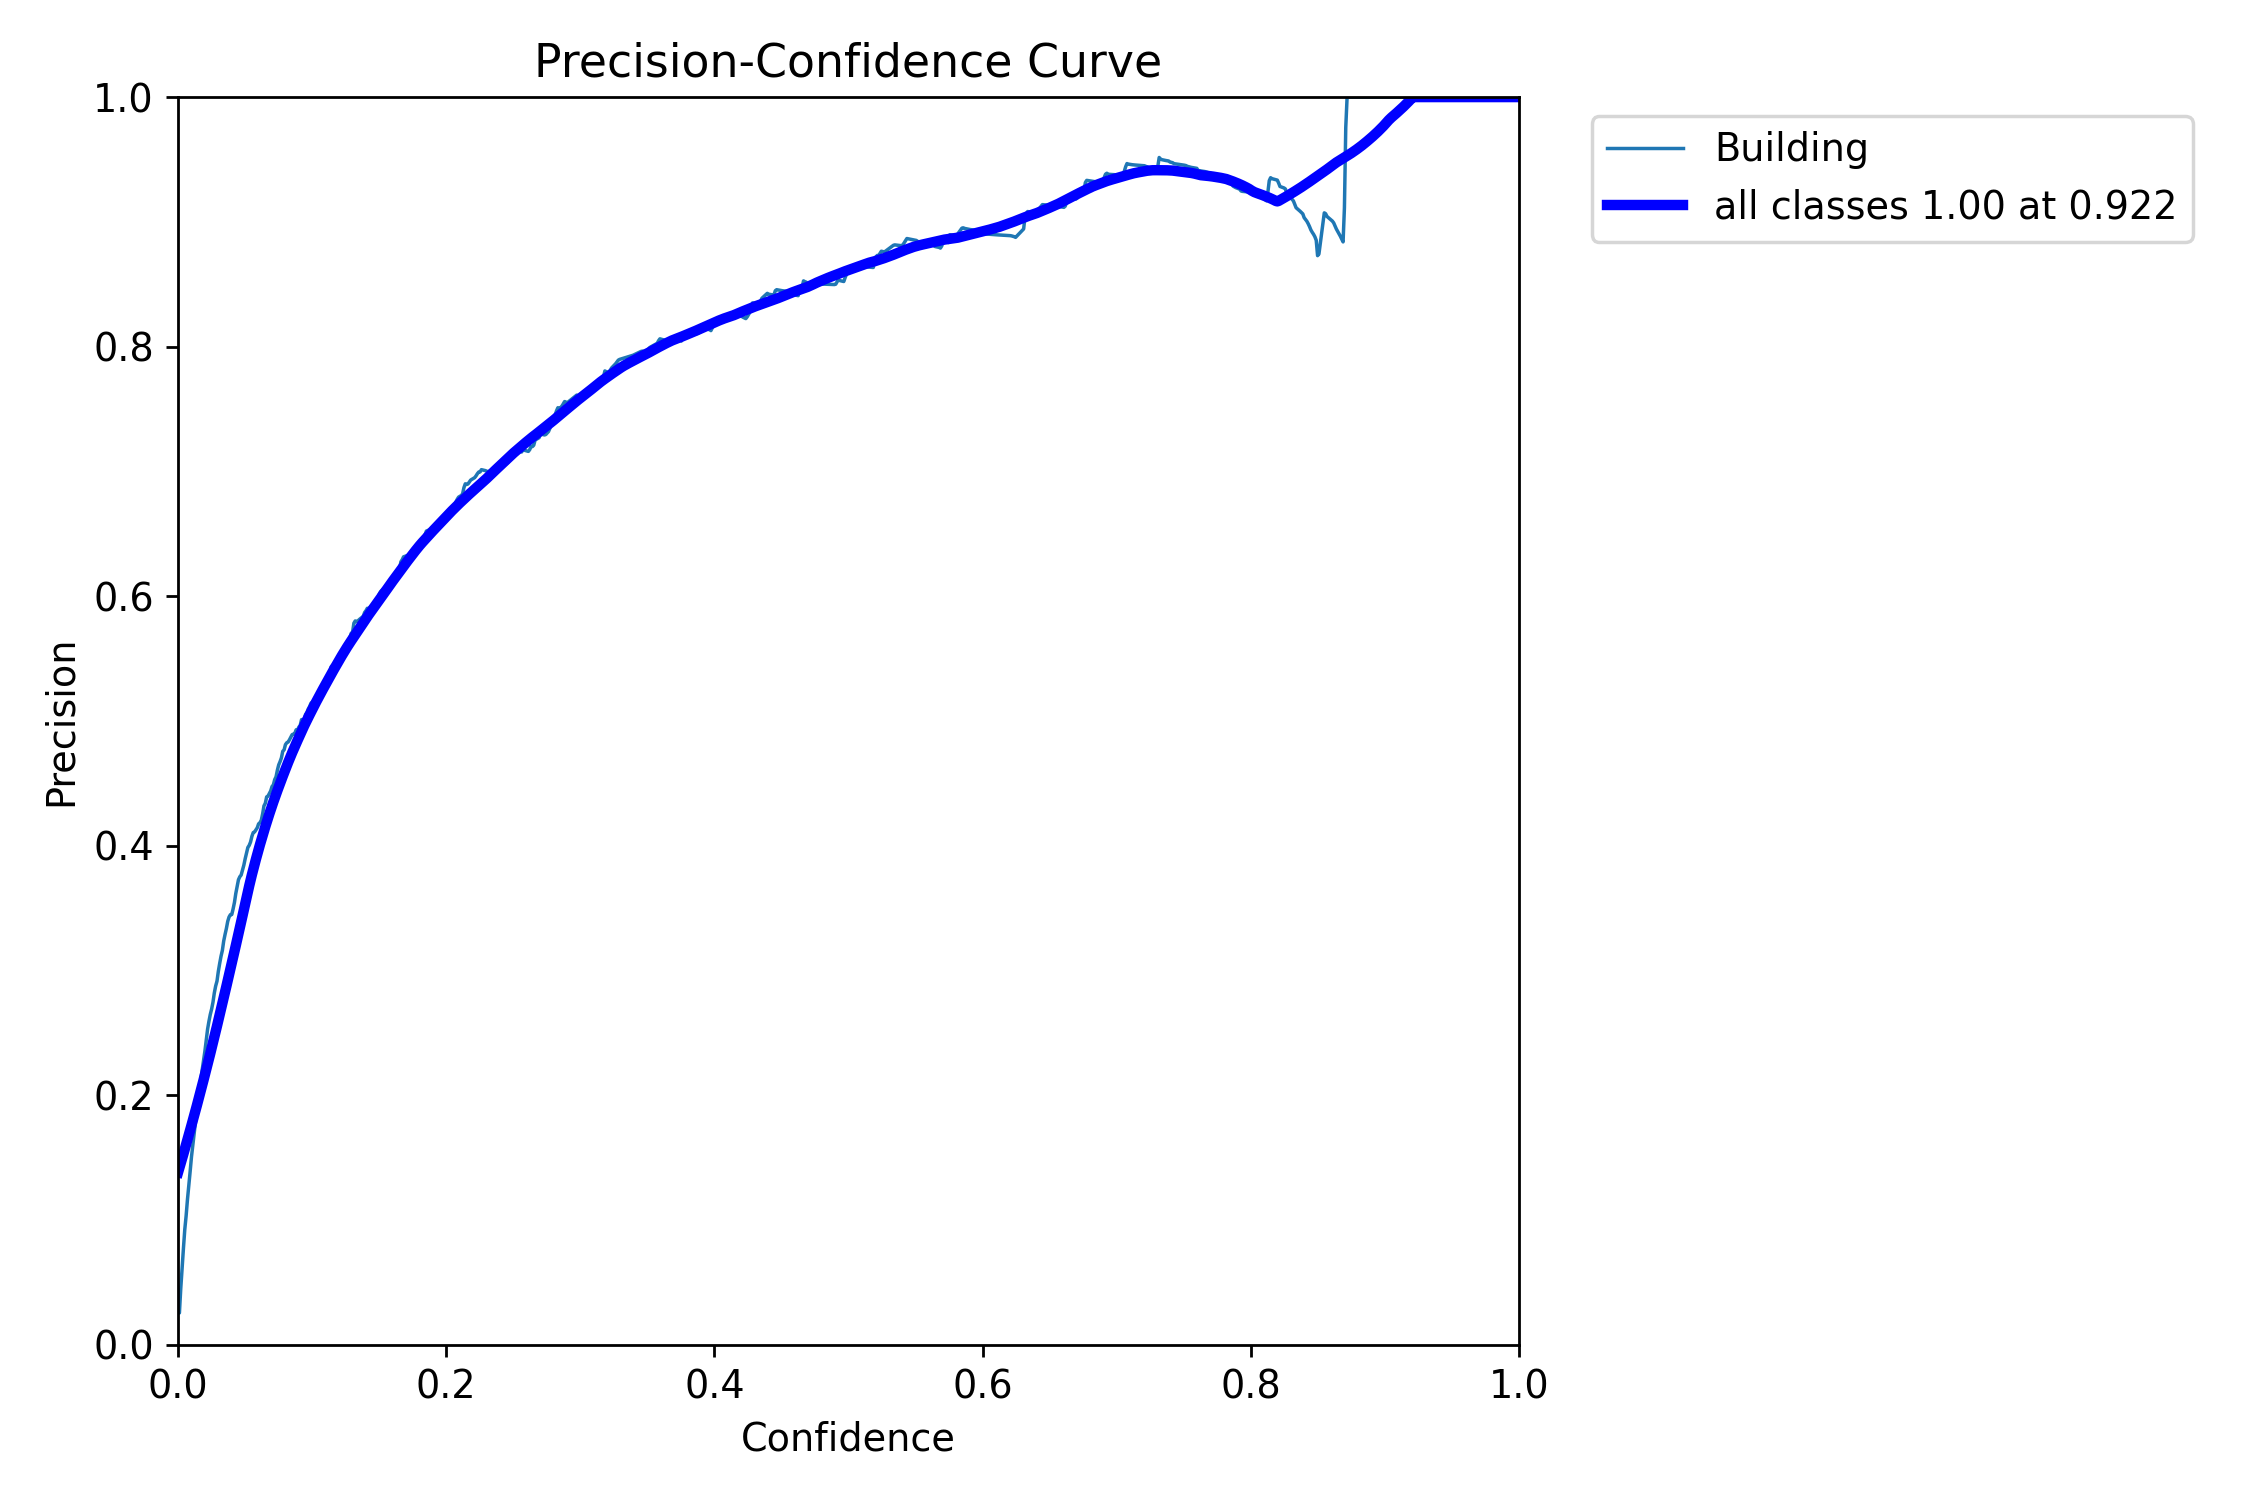 Precision-Confidence Curve
1.0
0.8
0.6
0.4
0.2
0.0
Precision
0.0 0.2 0.4 0.6 0.8 1.0
Confidence
Building
all classes 1.00 at 0.922